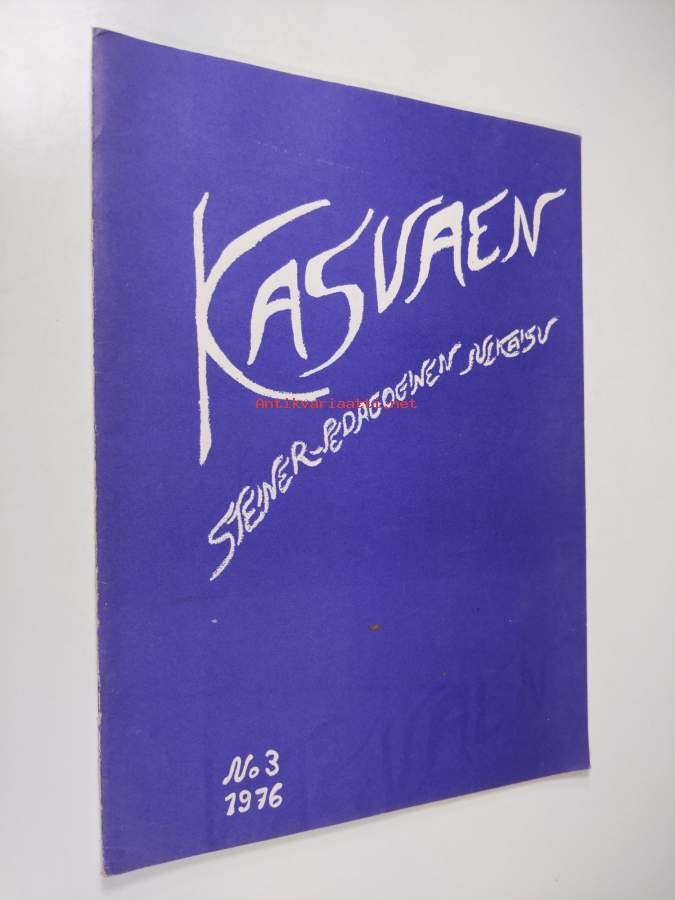 KASVAEN
STEINER-PEDAGOGINEN JULKAISU
Antikvariaatti.net
No 3
1976